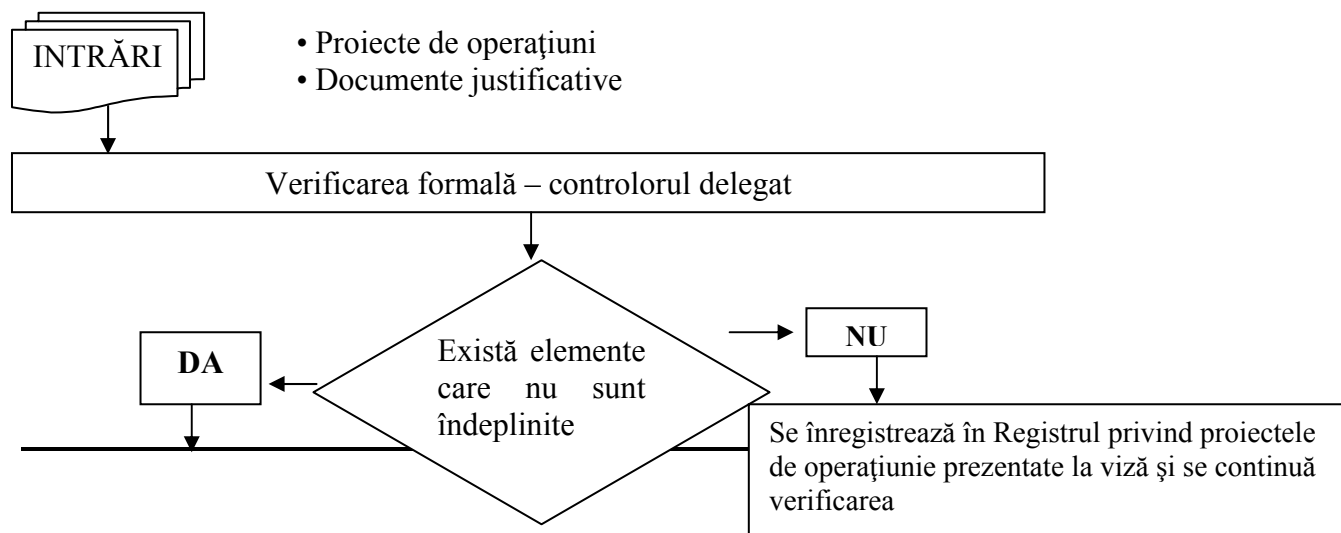 INTRĂRI
• Proiecte de operaţiuni
• Documente justificative
Verificarea formală – controlorul delegat
DA
Există elemente
care nu sunt
îndeplinite
NU
Se înregistrează în Registrul privind proiectele
de operaţiunie prezentate la viză şi se continuă
verificarea